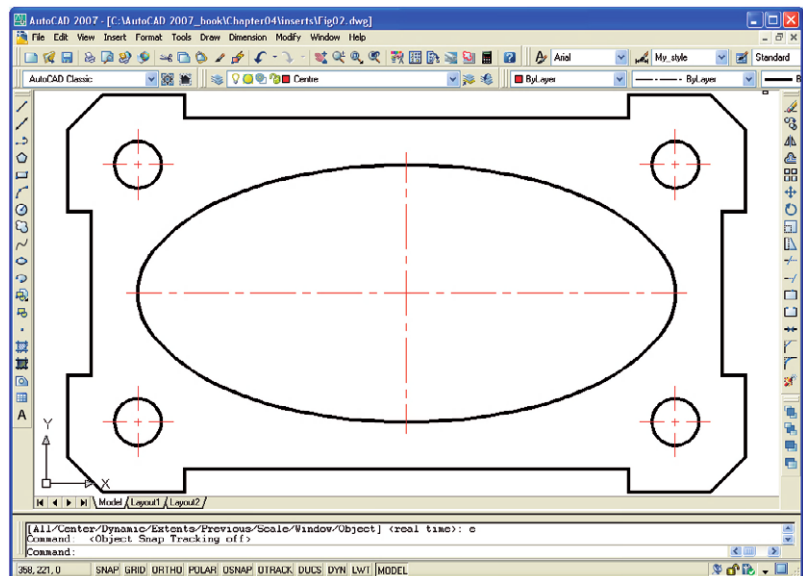 AutoCAD 2007 - [C:\AutoCAD 2007_book\Chapter04\inserts\Fig02.dwg]
File Edit View Insert Format Tools Draw Dimension Modify Window Help
Arial My_style Standard
AutoCAD Classic Centre ByLayer ByLayer B
A
Y
X
Model Layout1 Layout2
[All/Center/Dynamic/Extents/Previous/Scale/Window/Object] <real time>: e
Command: <Object Snap Tracking off>
Command:
358, 221, 0 SNAP GRID ORTHO POLAR OSNAP OTRACK DUCS DYN LWT MODEL